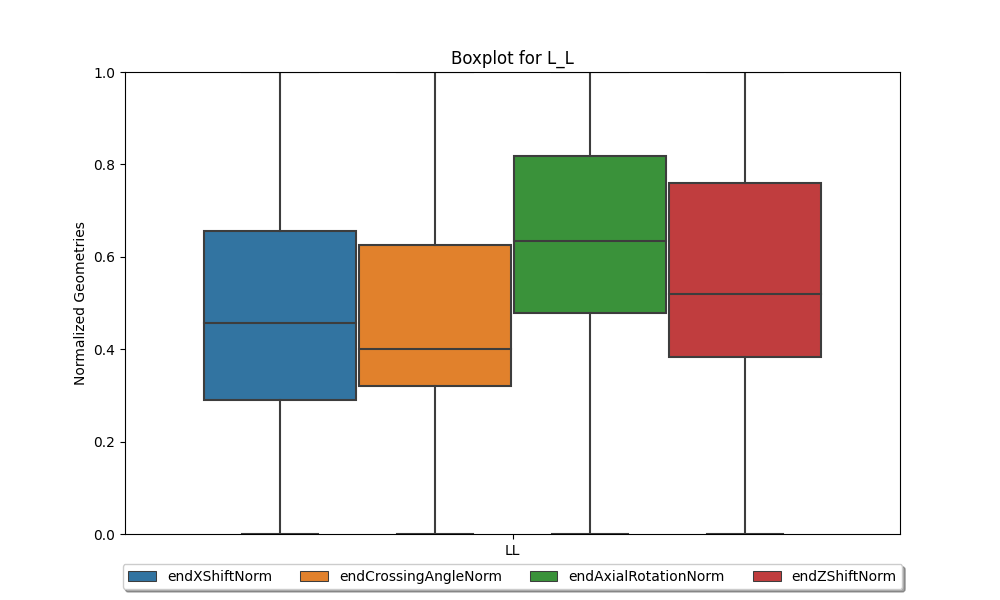 Boxplot for L_L
1.0
0.8
0.6
0.4
0.2
0.0
Normalized Geometries
LL
endXShiftNorm endCrossingAngleNorm endAxialRotationNorm endZShiftNorm